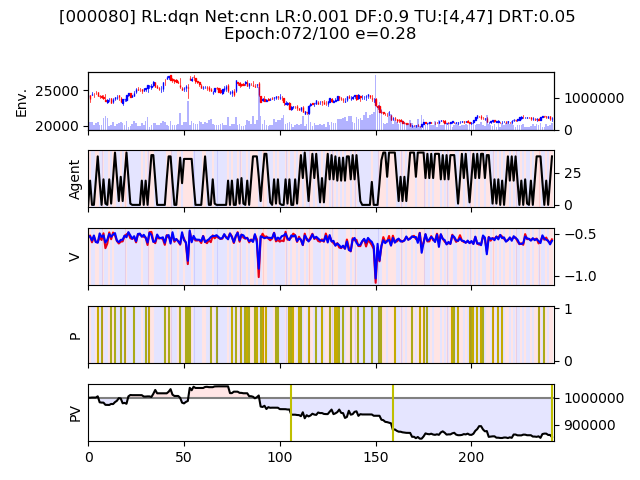 [000080] RL:dqn Net:cnn LR:0.001 DF:0.9 TU:[4,47] DRT:0.05
Epoch:072/100 e=0.28
Env.
25000
20000
1000000
0
Agent
25
0
V
−0.5
−1.0
P
1
0
PV
1000000
900000
0 50 100 150 200